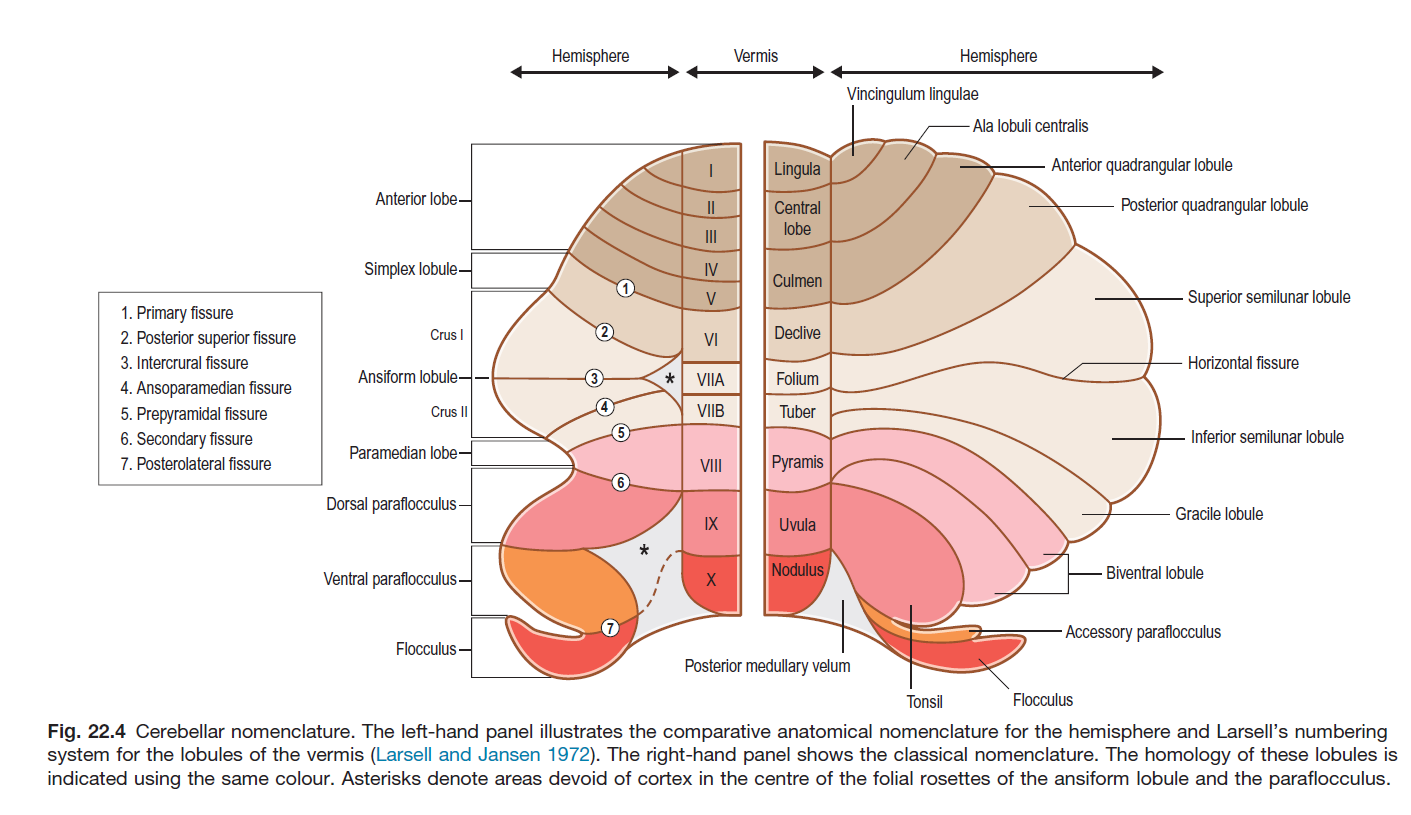 Hemisphere
Vermis
Hemisphere
Vincingulum lingulae
Ala lobuli centralis
Anterior quadrangular lobule
Posterior quadrangular lobule
Superior semilunar lobule
Horizontal fissure
Inferior semilunar lobule
Gracile lobule
Biventral lobule
Accessory paraflocculus
Flocculus
Tonsil
Posterior medullary velum
Anterior lobe
Simplex lobule
Crus I
Ansiform lobule
Crus II
Paramedian lobe
Dorsal paraflocculus
Ventral paraflocculus
Flocculus
1. Primary fissure
2. Posterior superior fissure
3. Intercrural fissure
4. Ansoparamedian fissure
5. Prepyramidal fissure
6. Secondary fissure
7. Posterolateral fissure
1
2
3
4
5
6
7
*
*
I
II
III
IV
V
VI
VIIA
VIIB
VIII
IX
X
Lingula
Central
lobe
Culmen
Declive
Folium
Tuber
Pyramis
Uvula
Nodulus
Fig. 22.4 Cerebellar nomenclature. The left-hand panel illustrates the comparative anatomical nomenclature for the hemisphere and Larsell's numbering
system for the lobules of the vermis (Larsell and Jansen 1972). The right-hand panel shows the classical nomenclature. The homology of these lobules is
indicated using the same colour. Asterisks denote areas devoid of cortex in the centre of the folial rosettes of the ansiform lobule and the paraflocculus.